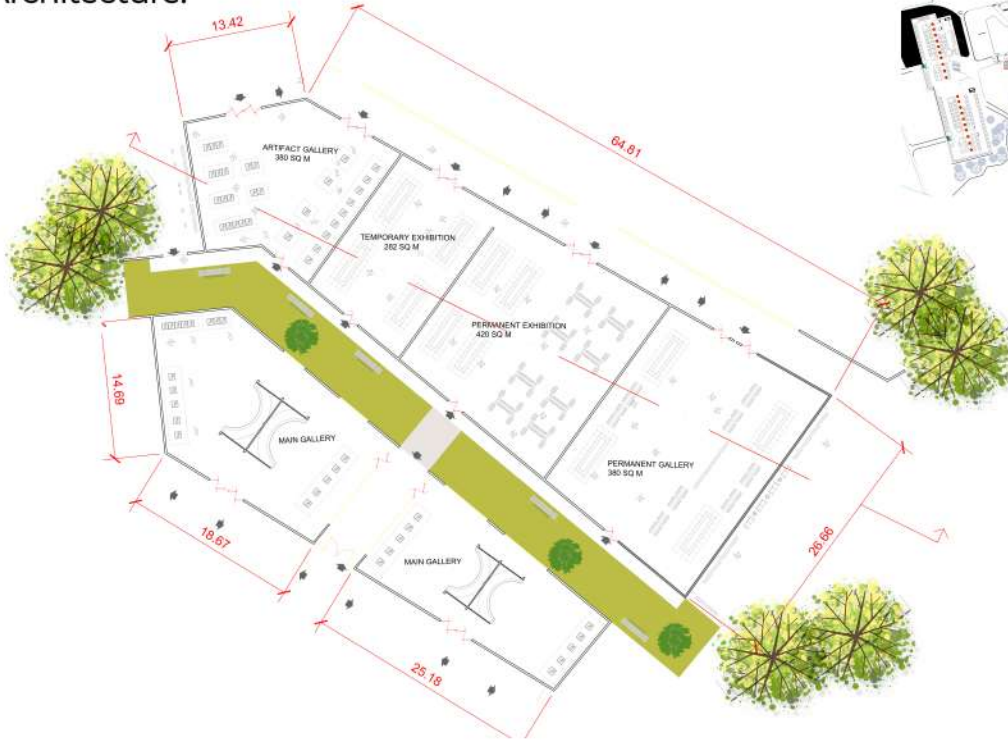 Architecture.
13.42
64.81
ARTIFACT GALLERY
380 SQ M
TEMPORARY EXHIBITION
282 SQ M
PERMANENT EXHIBITION
420 SQ M
14.69
MAIN GALLERY
PERMANENT GALLERY
380 SQ M
18.67
MAIN GALLERY
26.66
25.18